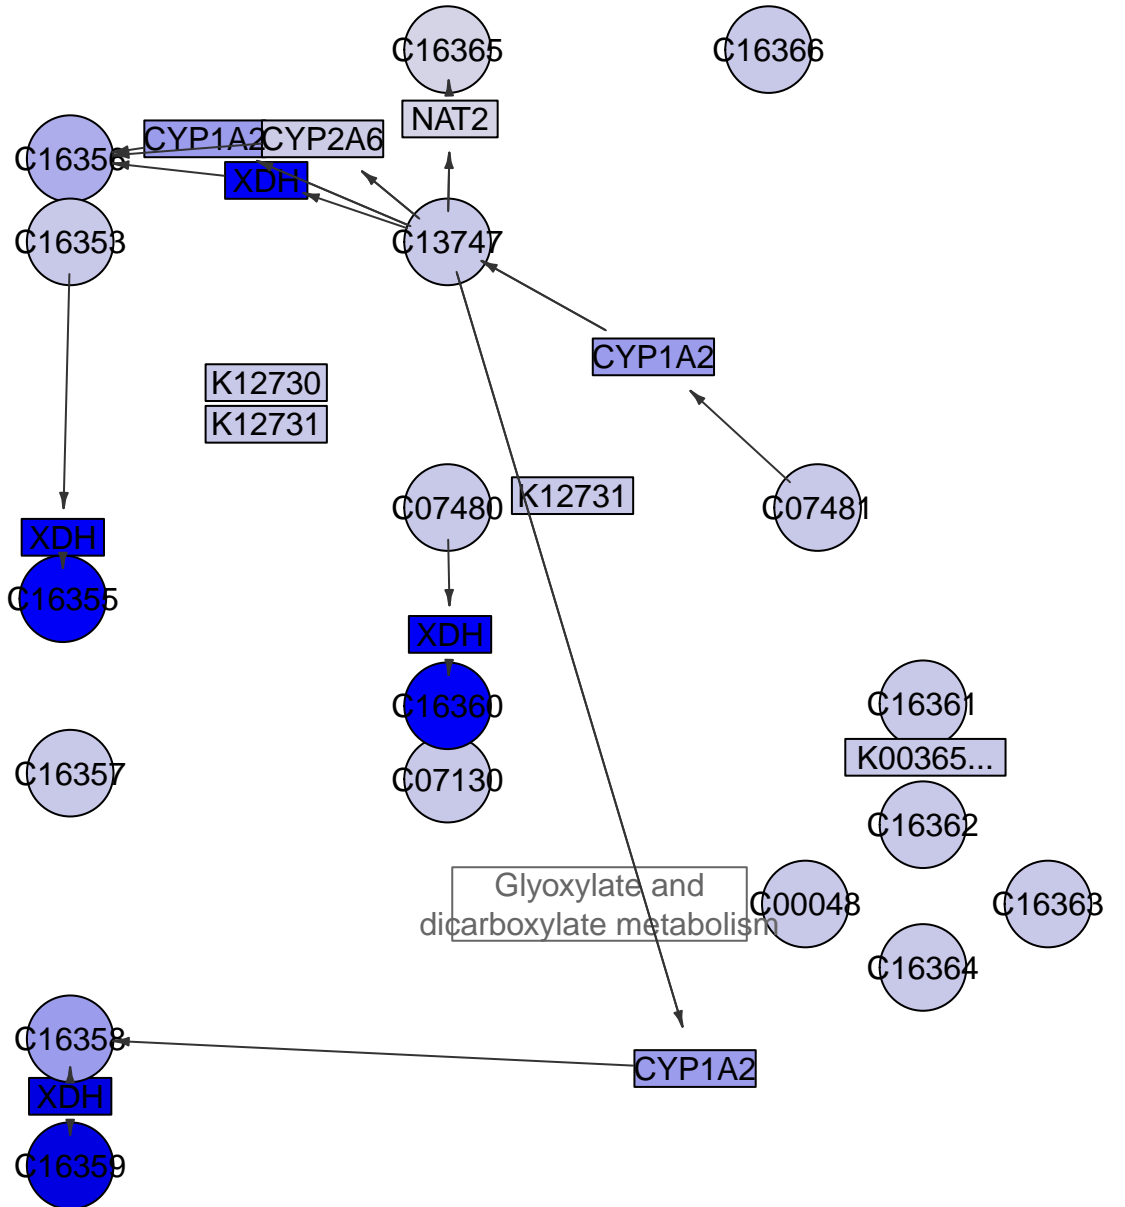 C16365
C16366
NAT2
CYP1A2
CYP2A6
C16356
XDH
C16353
C13747
CYP1A2
K12730
K12731
K12731
C07480
C07481
XDH
C16355
XDH
C16360
C16361
K00365...
C16357
C07130
C16362
Glyoxylate and
dicarboxylate metabolism
C00048
C16363
C16364
C16358
CYP1A2
XDH
C16359